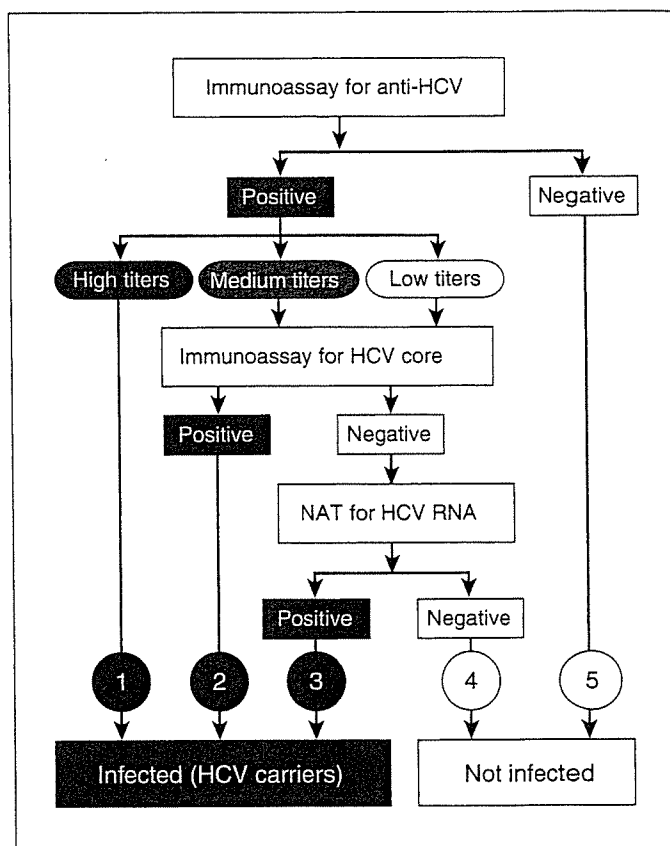 Immunoassay for anti-HCV
Positive
Negative
High titers
Medium titers
Low titers
Immunoassay for HCV core
Positive
Negative
NAT for HCV RNA
Positive
Negative
1
2
3
4
5
Infected (HCV carriers)
Not infected